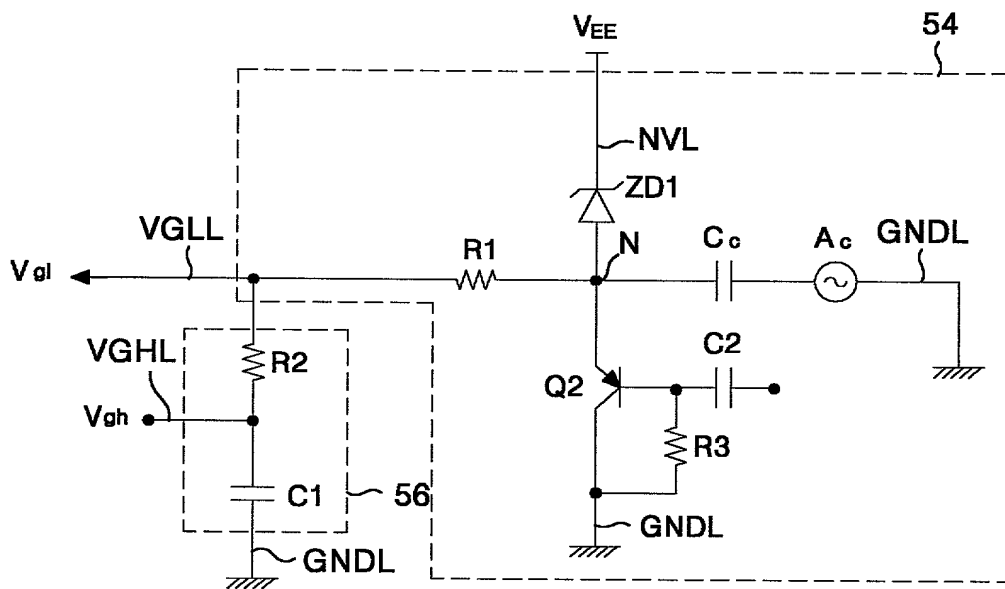 54
VEE
NVL
ZD1
VGLL
R1
N
Cc
Ac
GNDL
Vgl
VGHL
R2
C2
Q2
Vgh
R3
C1
56
GNDL
GNDL